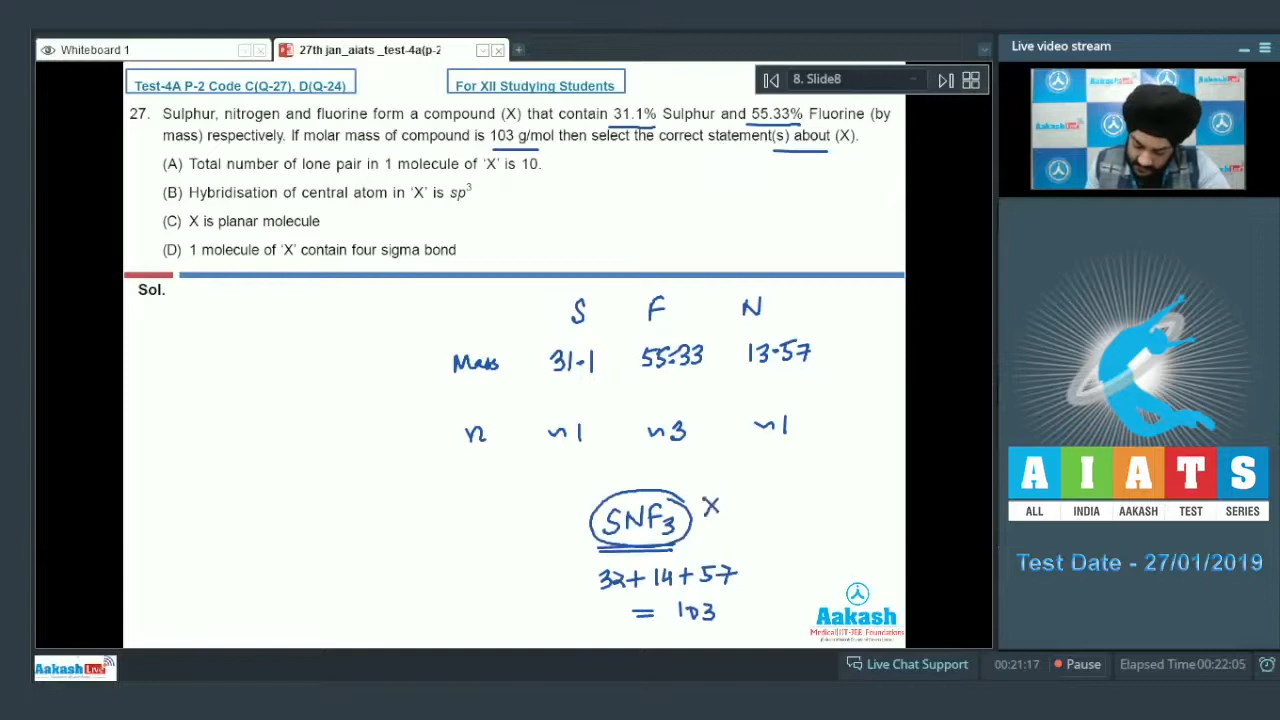 Whiteboard 1
27th jan_aiats _test-4a(p-2
Live video stream
Test-4A P-2 Code C(Q-27), D(Q-24)
For XII Studying Students
8. Slide8
27. Sulphur, nitrogen and fluorine form a compound (X) that contain 31.1% Sulphur and 55.33% Fluorine (by
mass) respectively. If molar mass of compound is 103 g/mol then select the correct statement(s) about (X).
(A) Total number of lone pair in 1 molecule of ‘X’ is 10.
(B) Hybridisation of central atom in ‘X’ is sp³
(C) X is planar molecule
(D) 1 molecule of ‘X’ contain four sigma bond
Sol.
S F N
Mass 31.1 55.33 13.57
n ~1 ~3 ~1
SNF₃ X
32+14+57
= 103
Aakash
Medical|IIT-JEE|Foundations
A I A T S
ALL INDIA AAKASH TEST SERIES
Test Date - 27/01/2019
Aakash Live
Live Chat Support
00:21:17
Pause
Elapsed Time 00:22:05